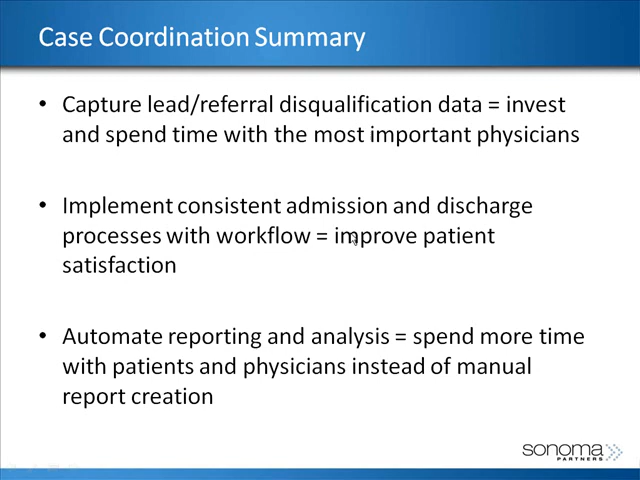 Case Coordination Summary
• Capture lead/referral disqualification data = invest
and spend time with the most important physicians
• Implement consistent admission and discharge
processes with workflow = improve patient
satisfaction
• Automate reporting and analysis = spend more time
with patients and physicians instead of manual
report creation
sonoma
PARTNERS